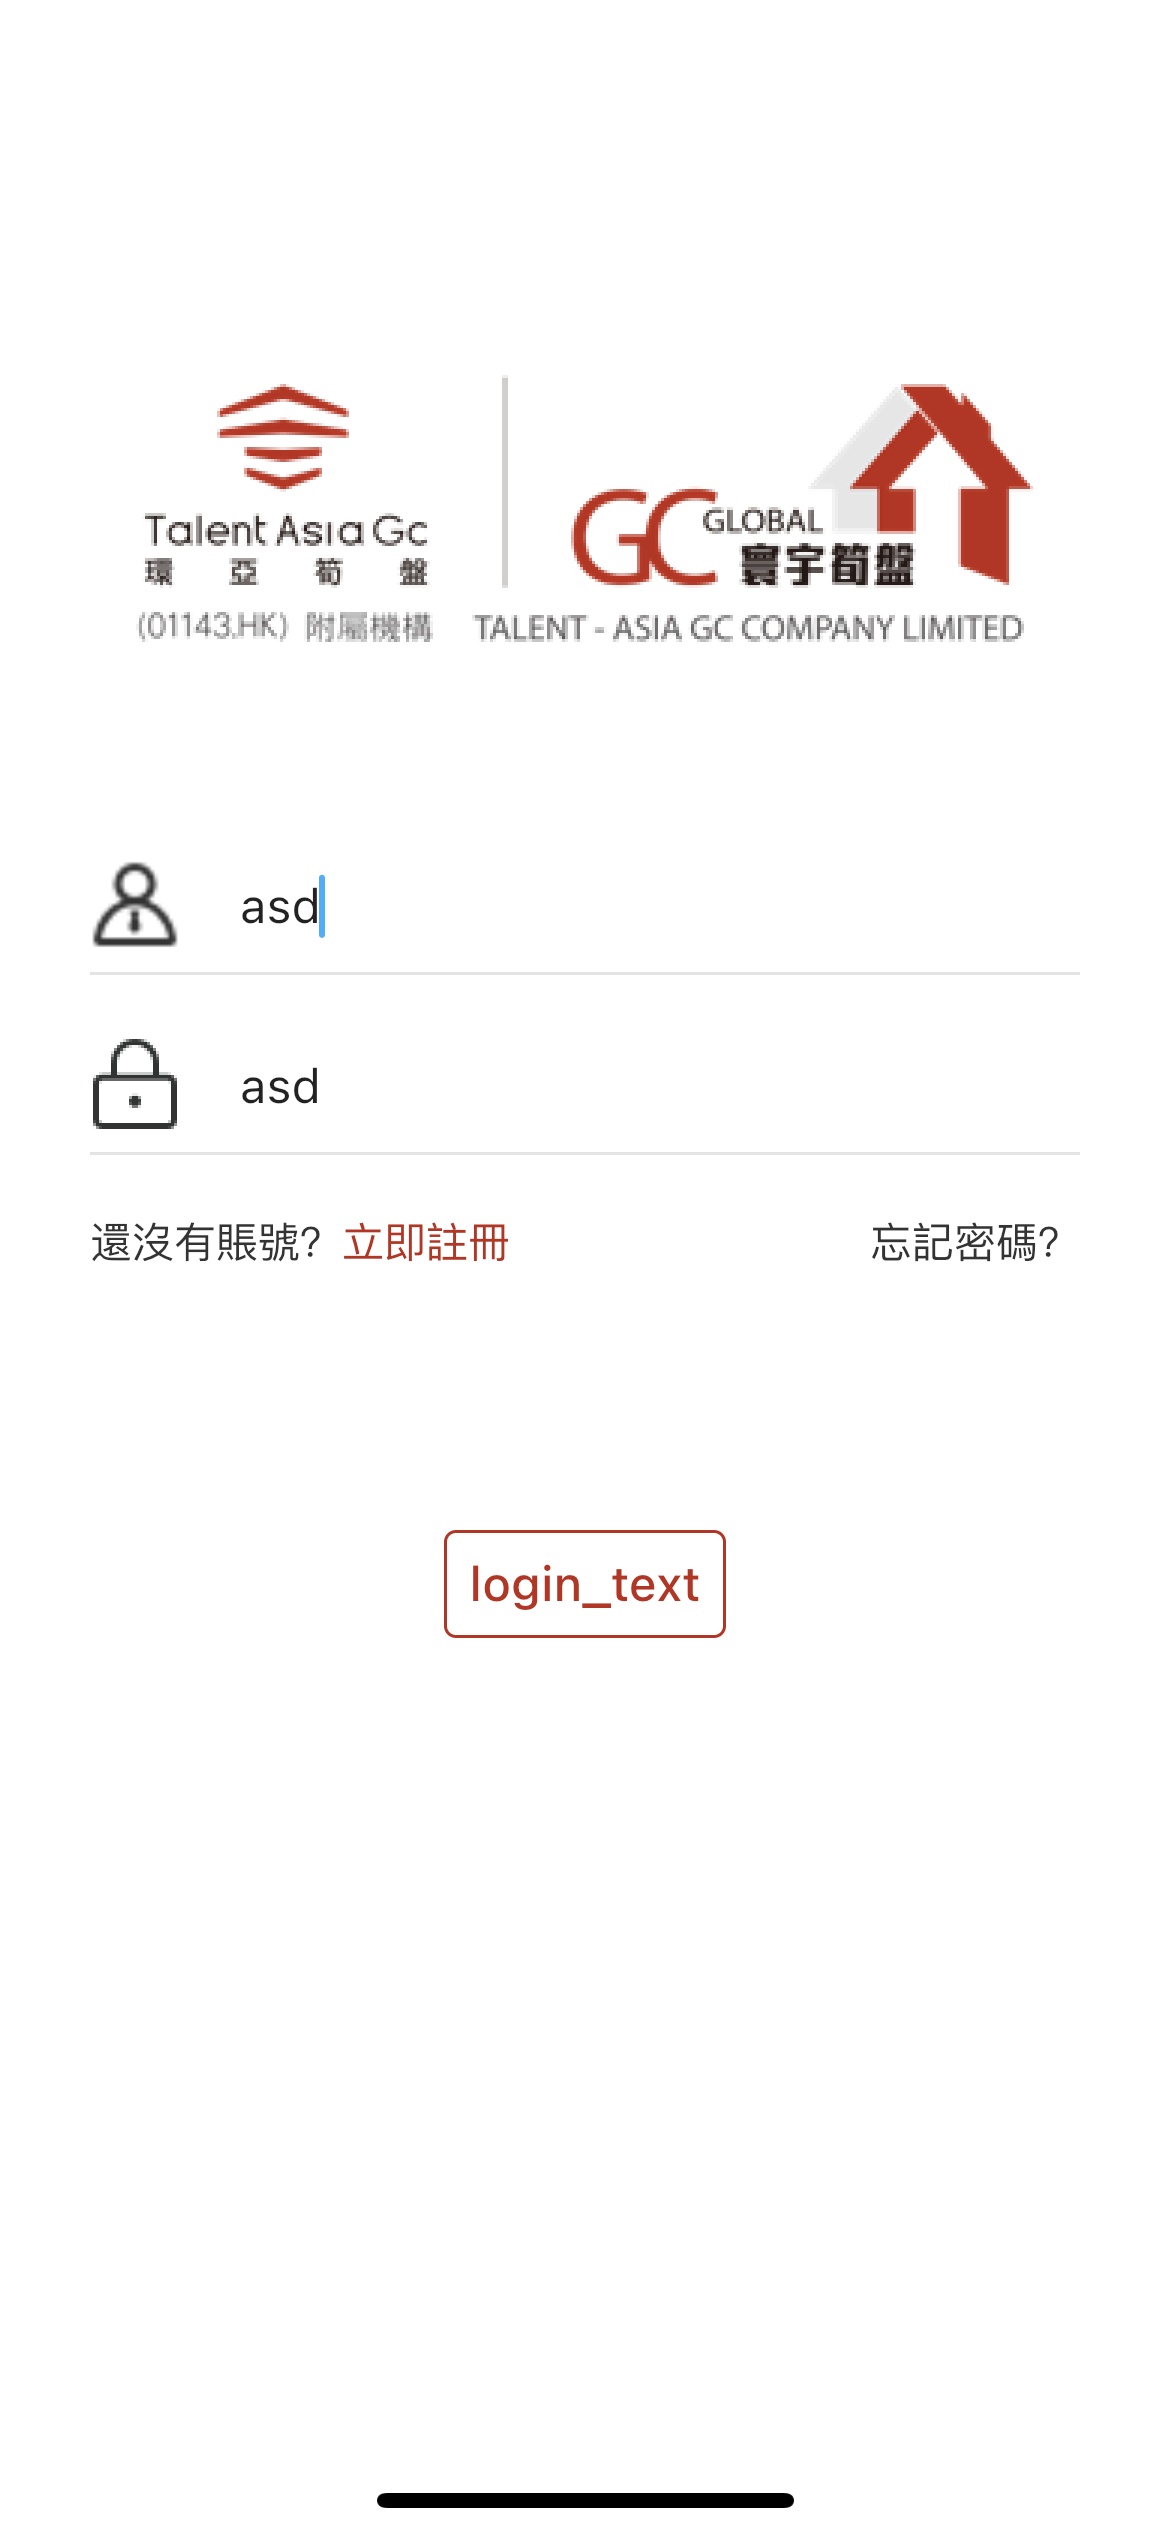 Talent Asia Gc
環亞筍盤
(01143.HK) 附屬機構
GC GLOBAL
寰宇筍盤
TALENT - ASIA GC COMPANY LIMITED
asd
asd
還沒有賬號? 立即註冊 忘記密碼?
login_text